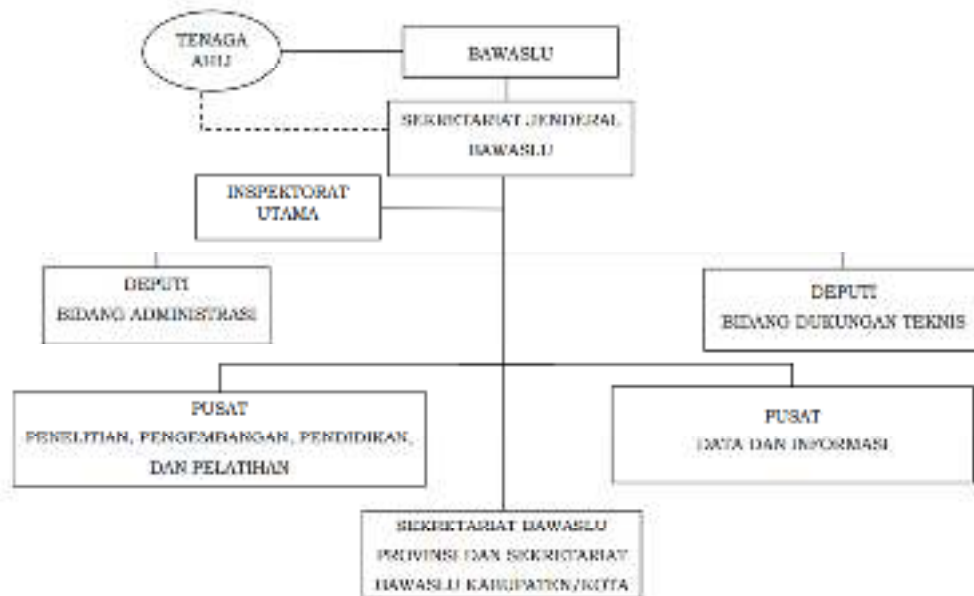 TENAGA
AHLI
BAWASLU
SEKRETARIAT JENDERAL
BAWASLU
INSPEKTORAT
UTAMA
DEPUTI
BIDANG ADMINISTRASI
DEPUTI
BIDANG DUKUNGAN TEKNIS
PUSAT
PENELITIAN, PENGEMBANGAN, PENDIDIKAN,
DAN PELATIHAN
PUSAT
DATA DAN INFORMASI
SEKRETARIAT BAWASLU
PROVINSI DAN SEKRETARIAT
BAWASLU KABUPATEN/KOTA